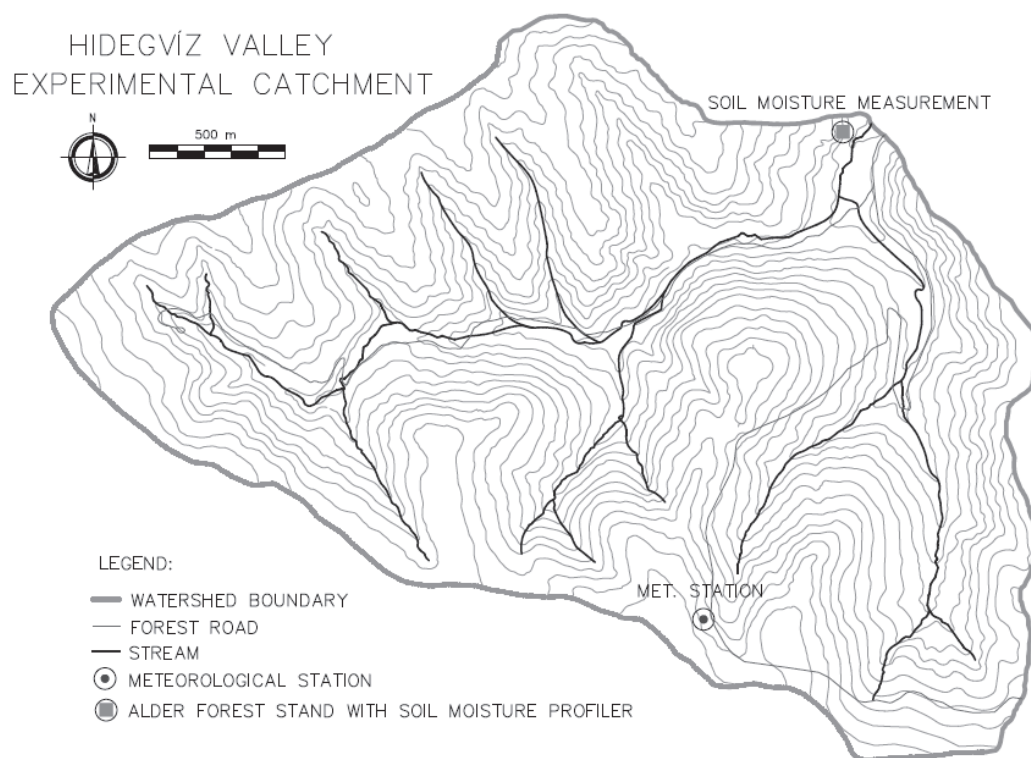 HIDEGVÍZ VALLEY
EXPERIMENTAL CATCHMENT
N
500 m
SOIL MOISTURE MEASUREMENT
MET. STATION
LEGEND:
WATERSHED BOUNDARY
FOREST ROAD
STREAM
METEOROLOGICAL STATION
ALDER FOREST STAND WITH SOIL MOISTURE PROFILER